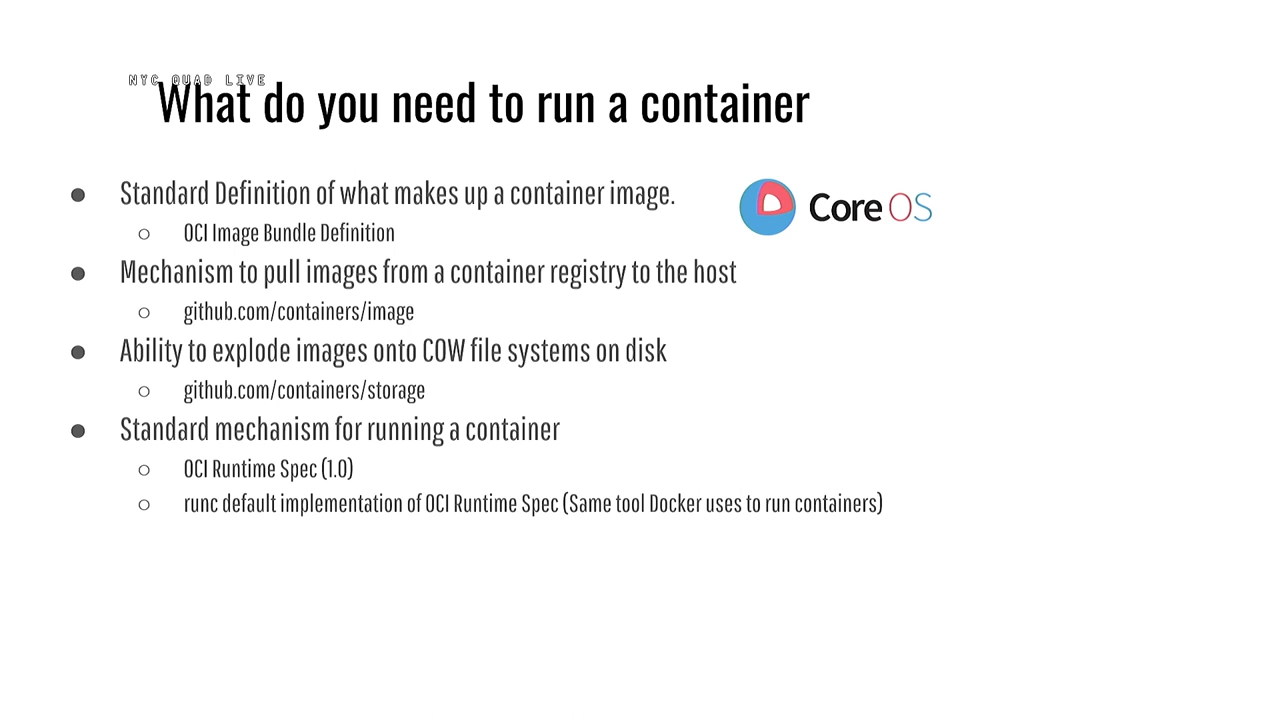 NYC QUAD LIVE
What do you need to run a container
● Standard Definition of what makes up a container image.
○ OCI Image Bundle Definition
Core OS
● Mechanism to pull images from a container registry to the host
○ github.com/containers/image
● Ability to explode images onto COW file systems on disk
○ github.com/containers/storage
● Standard mechanism for running a container
○ OCI Runtime Spec (1.0)
○ runc default implementation of OCI Runtime Spec (Same tool Docker uses to run containers)